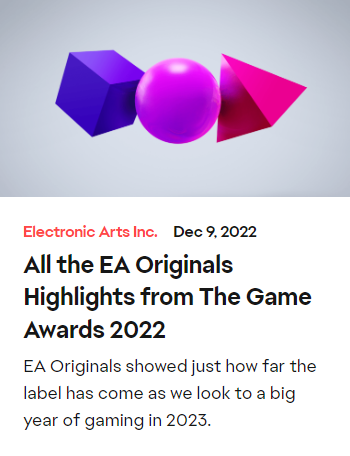 Electronic Arts Inc. Dec 9, 2022
All the EA Originals
Highlights from The Game
Awards 2022
EA Originals showed just how far the
label has come as we look to a big
year of gaming in 2023.